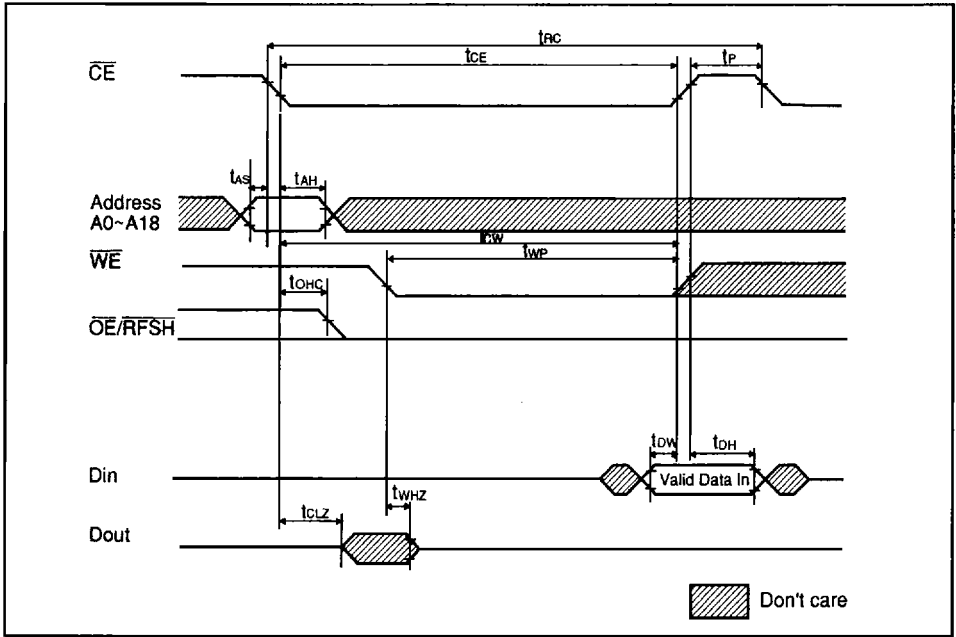 tRC
tCE
tP
CE
tAS
tAH
Address
A0~A18
tCW
tWP
WE
tOHC
OE/RFSH
tDW
tDH
Din
Valid Data In
tWHZ
tCLZ
Dout
Don't care